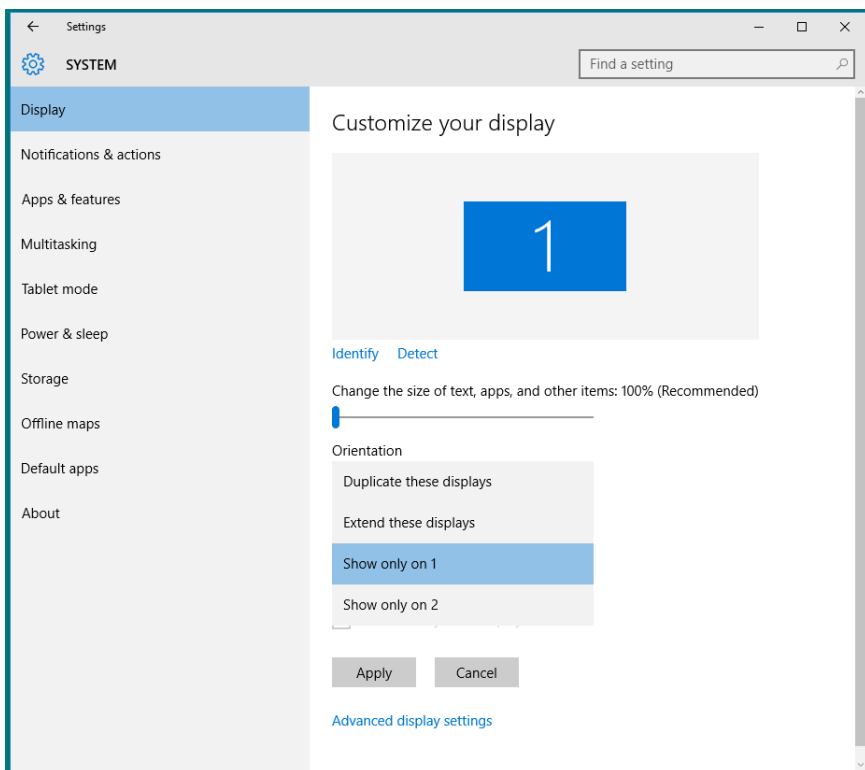 Settings
SYSTEM
Find a setting
Display
Notifications & actions
Apps & features
Multitasking
Tablet mode
Power & sleep
Storage
Offline maps
Default apps
About
Customize your display
1
Identify Detect
Change the size of text, apps, and other items: 100% (Recommended)
Orientation
Duplicate these displays
Extend these displays
Show only on 1
Show only on 2
Apply Cancel
Advanced display settings